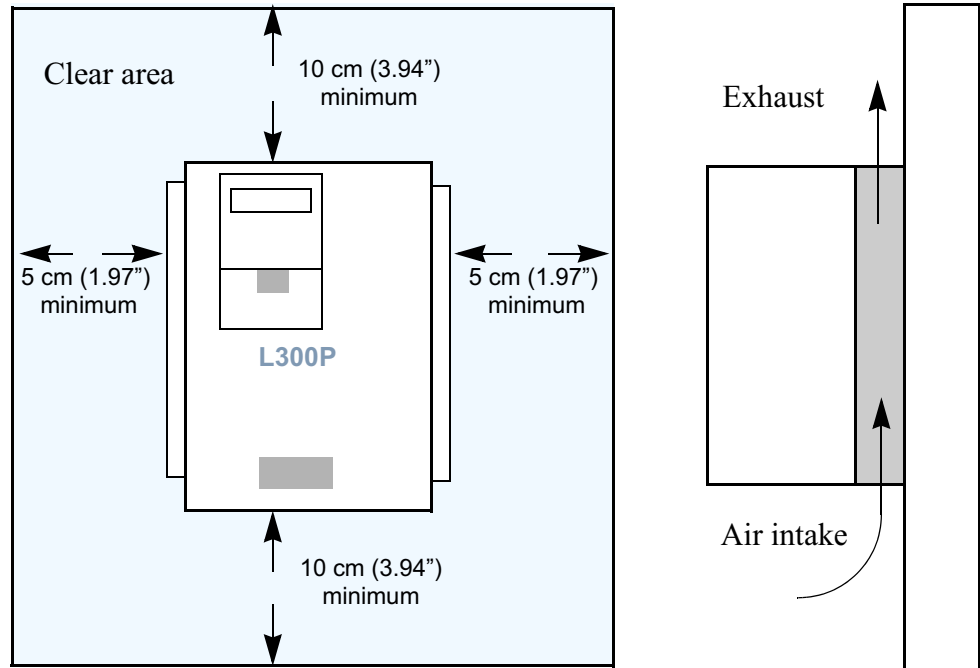 Clear area
10 cm (3.94”)
minimum
Exhaust
5 cm (1.97”)
minimum
5 cm (1.97”)
minimum
L300P
Air intake
10 cm (3.94”)
minimum